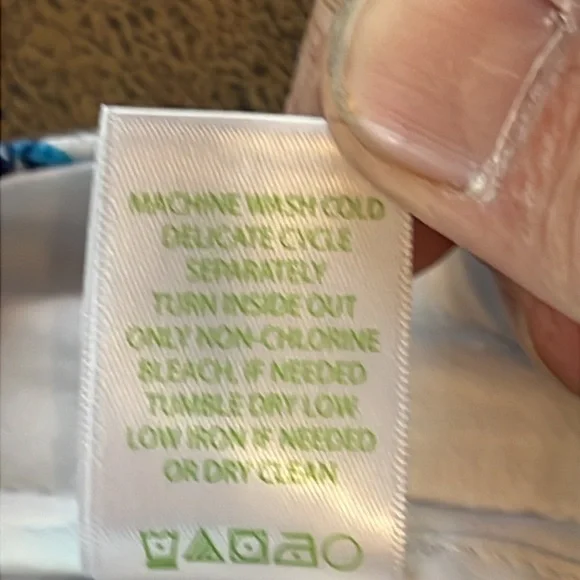 MACHINE WASH COLD
DELICATE CYCLE
SEPARATELY
TURN INSIDE OUT
ONLY NON-CHLORINE
BLEACH, IF NEEDED
TUMBLE DRY LOW
LOW IRON IF NEEDED
OR DRY CLEAN